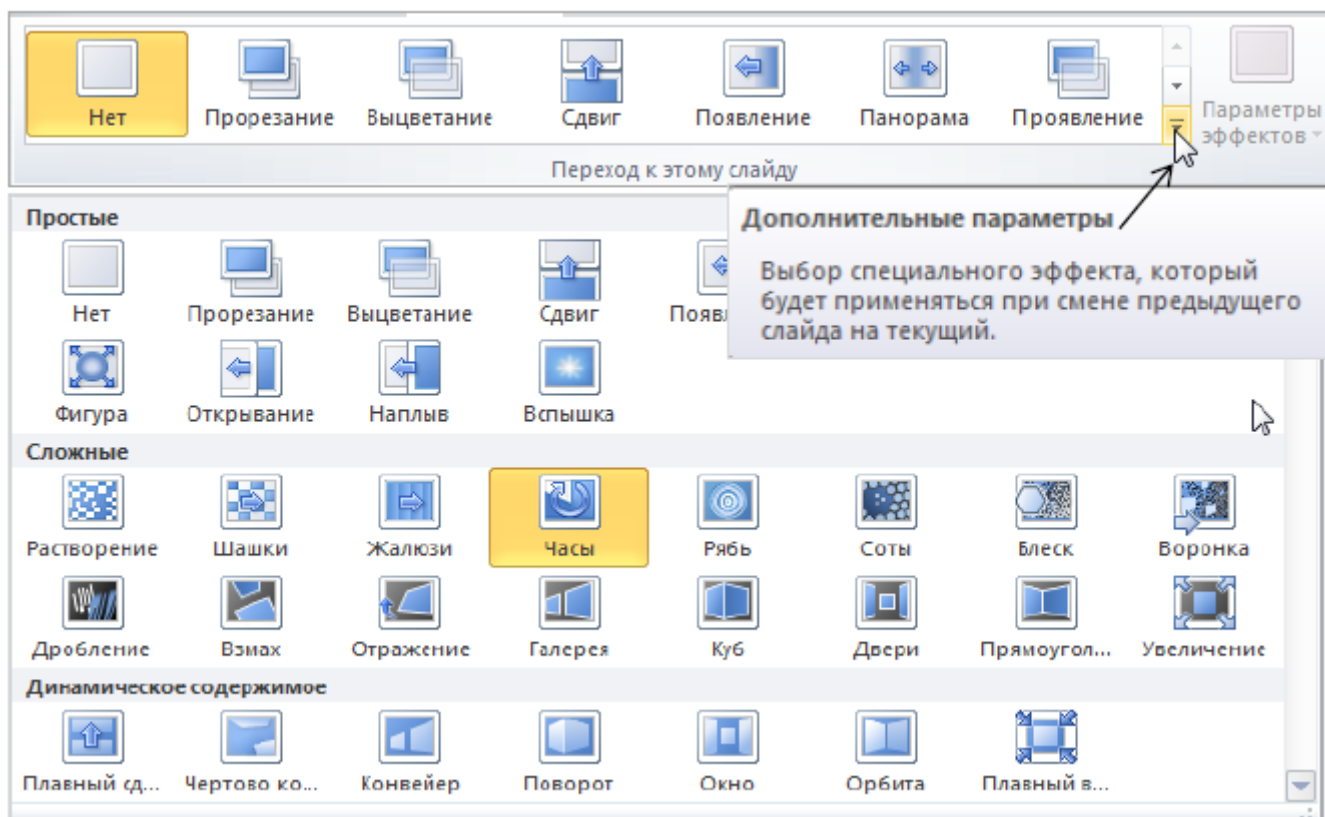 Нет Прорезание Выцветание Сдвиг Появление Панорама Проявление
Параметры
эффектов
Переход к этому слайду
Дополнительные параметры
Выбор специального эффекта, который
будет применяться при смене предыдущего
слайда на текущий.
Простые
Нет Прорезание Выцветание Сдвиг Появл
Фигура Открывание Наплыв Вспышка
Сложные
Растворение Шашки Жалюзи Часы Рябь Соты Блеск Воронка
Дробление Взмах Отражение Галерея Куб Двери Прямоугол... Увеличение
Динамическое содержимое
Плавный сд... Чертово ко... Конвейер Поворот Окно Орбита Плавный в...